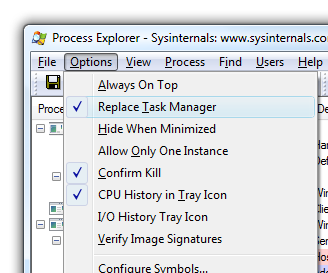 Process Explorer - Sysinternals: www.sysinternals.co
File Options View Process Find Users Help
Proce
Always On Top
Replace Task Manager
Hide When Minimized
Allow Only One Instance
Confirm Kill
CPU History in Tray Icon
I/O History Tray Icon
Verify Image Signatures
Configure Symbols...